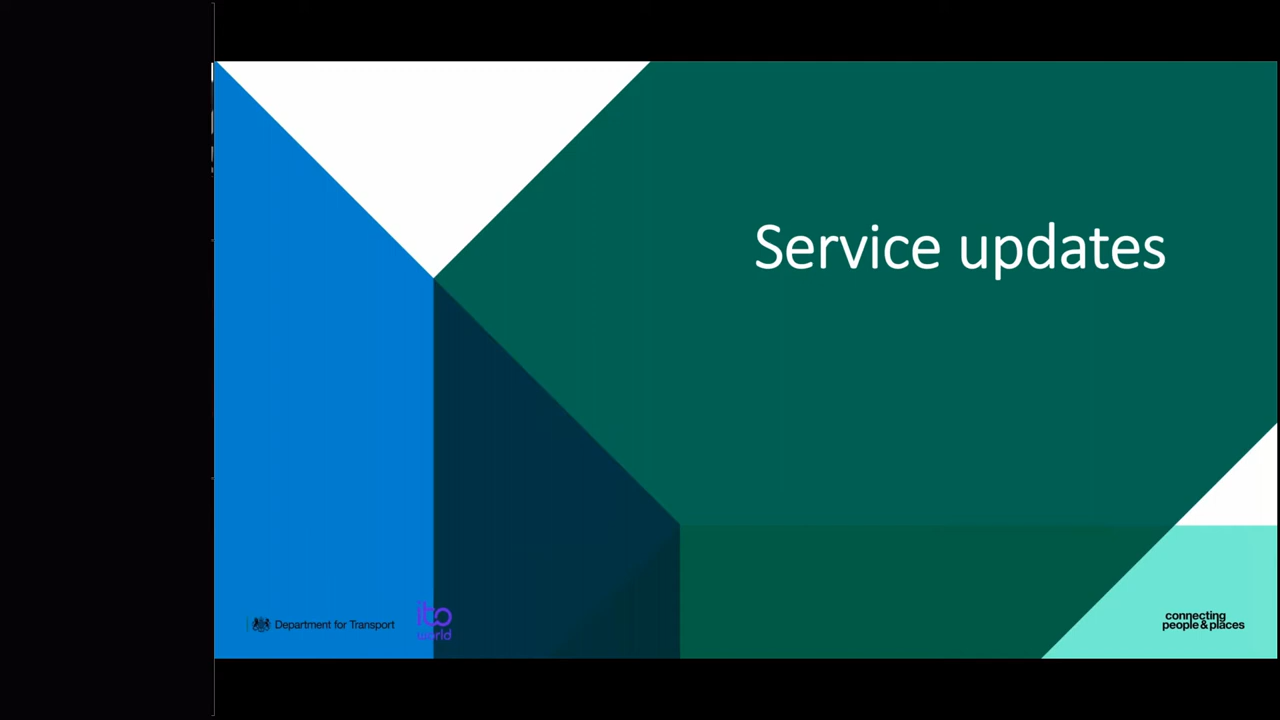 Service updates
Department for Transport
ito
world
connecting
people & places